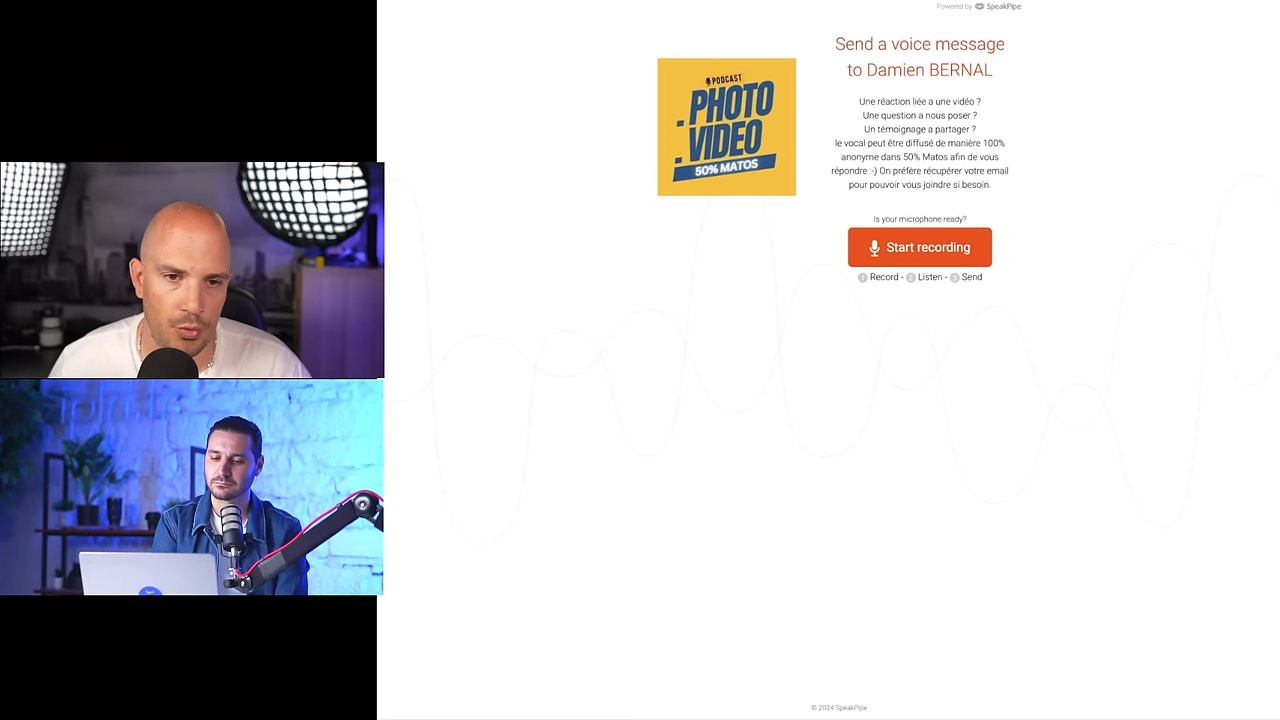 Powered by SpeakPipe
Send a voice message
to Damien BERNAL
PODCAST
. PHOTO
. VIDEO
50% MATOS
Une réaction liée a une vidéo ?
Une question a nous poser ?
Un témoignage a partager ?
le vocal peut être diffusé de manière 100%
anonyme dans 50% Matos afin de vous
répondre :-) On préfère récupérer votre email
pour pouvoir vous joindre si besoin.
Is your microphone ready?
Start recording
1 Record - 2 Listen - 3 Send
© 2024 SpeakPipe